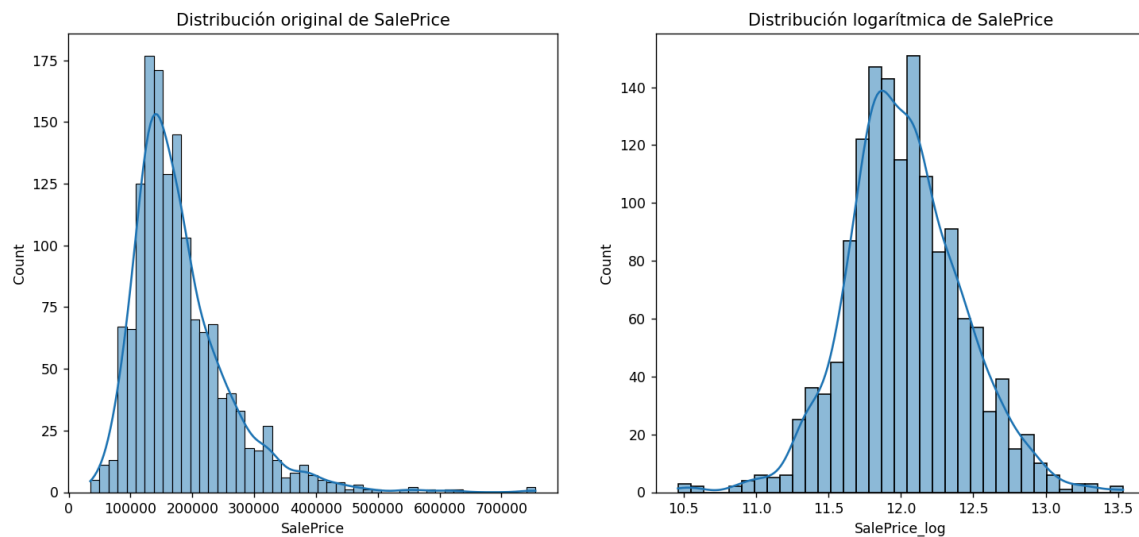 Distribución original de SalePrice
175
150
125
100
75
50
25
0
Count
0 100000 200000 300000 400000 500000 600000 700000
SalePrice
Distribución logarítmica de SalePrice
140
120
100
80
60
40
20
0
Count
10.5 11.0 11.5 12.0 12.5 13.0 13.5
SalePrice_log